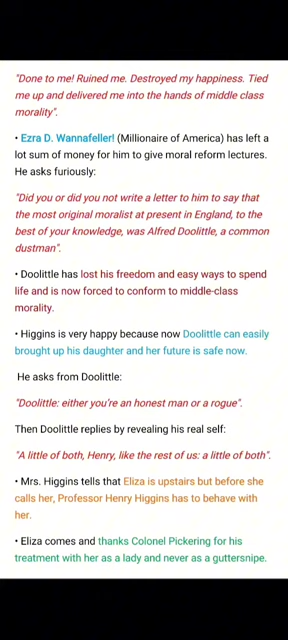 "Done to me! Ruined me. Destroyed my happiness. Tied
me up and delivered me into the hands of middle class
morality".
• Ezra D. Wannafeller! (Millionaire of America) has left a
lot sum of money for him to give moral reform lectures.
He asks furiously:
"Did you or did you not write a letter to him to say that
the most original moralist at present in England, to the
best of your knowledge, was Alfred Doolittle, a common
dustman".
• Doolittle has lost his freedom and easy ways to spend
life and is now forced to conform to middle-class
morality.
• Higgins is very happy because now Doolittle can easily
brought up his daughter and her future is safe now.
He asks from Doolittle:
"Doolittle: either you're an honest man or a rogue".
Then Doolittle replies by revealing his real self:
"A little of both, Henry, like the rest of us: a little of both".
• Mrs. Higgins tells that Eliza is upstairs but before she
calls her, Professor Henry Higgins has to behave with
her.
• Eliza comes and thanks Colonel Pickering for his
treatment with her as a lady and never as a guttersnipe.